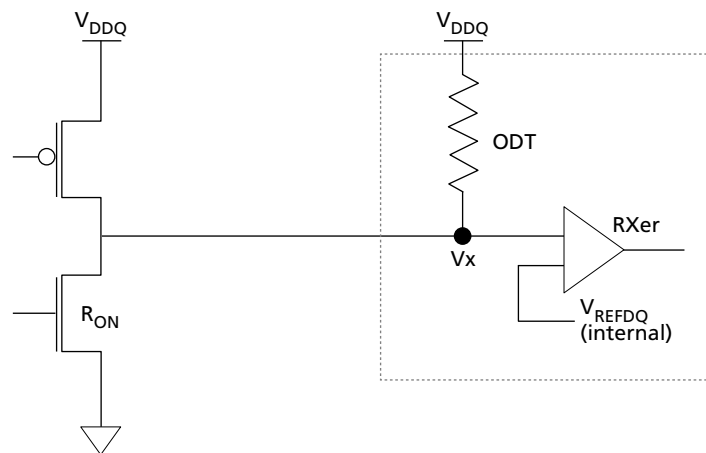 VDDQ
VDDQ
ODT
RXer
Vx
RON
VREFDQ
(internal)